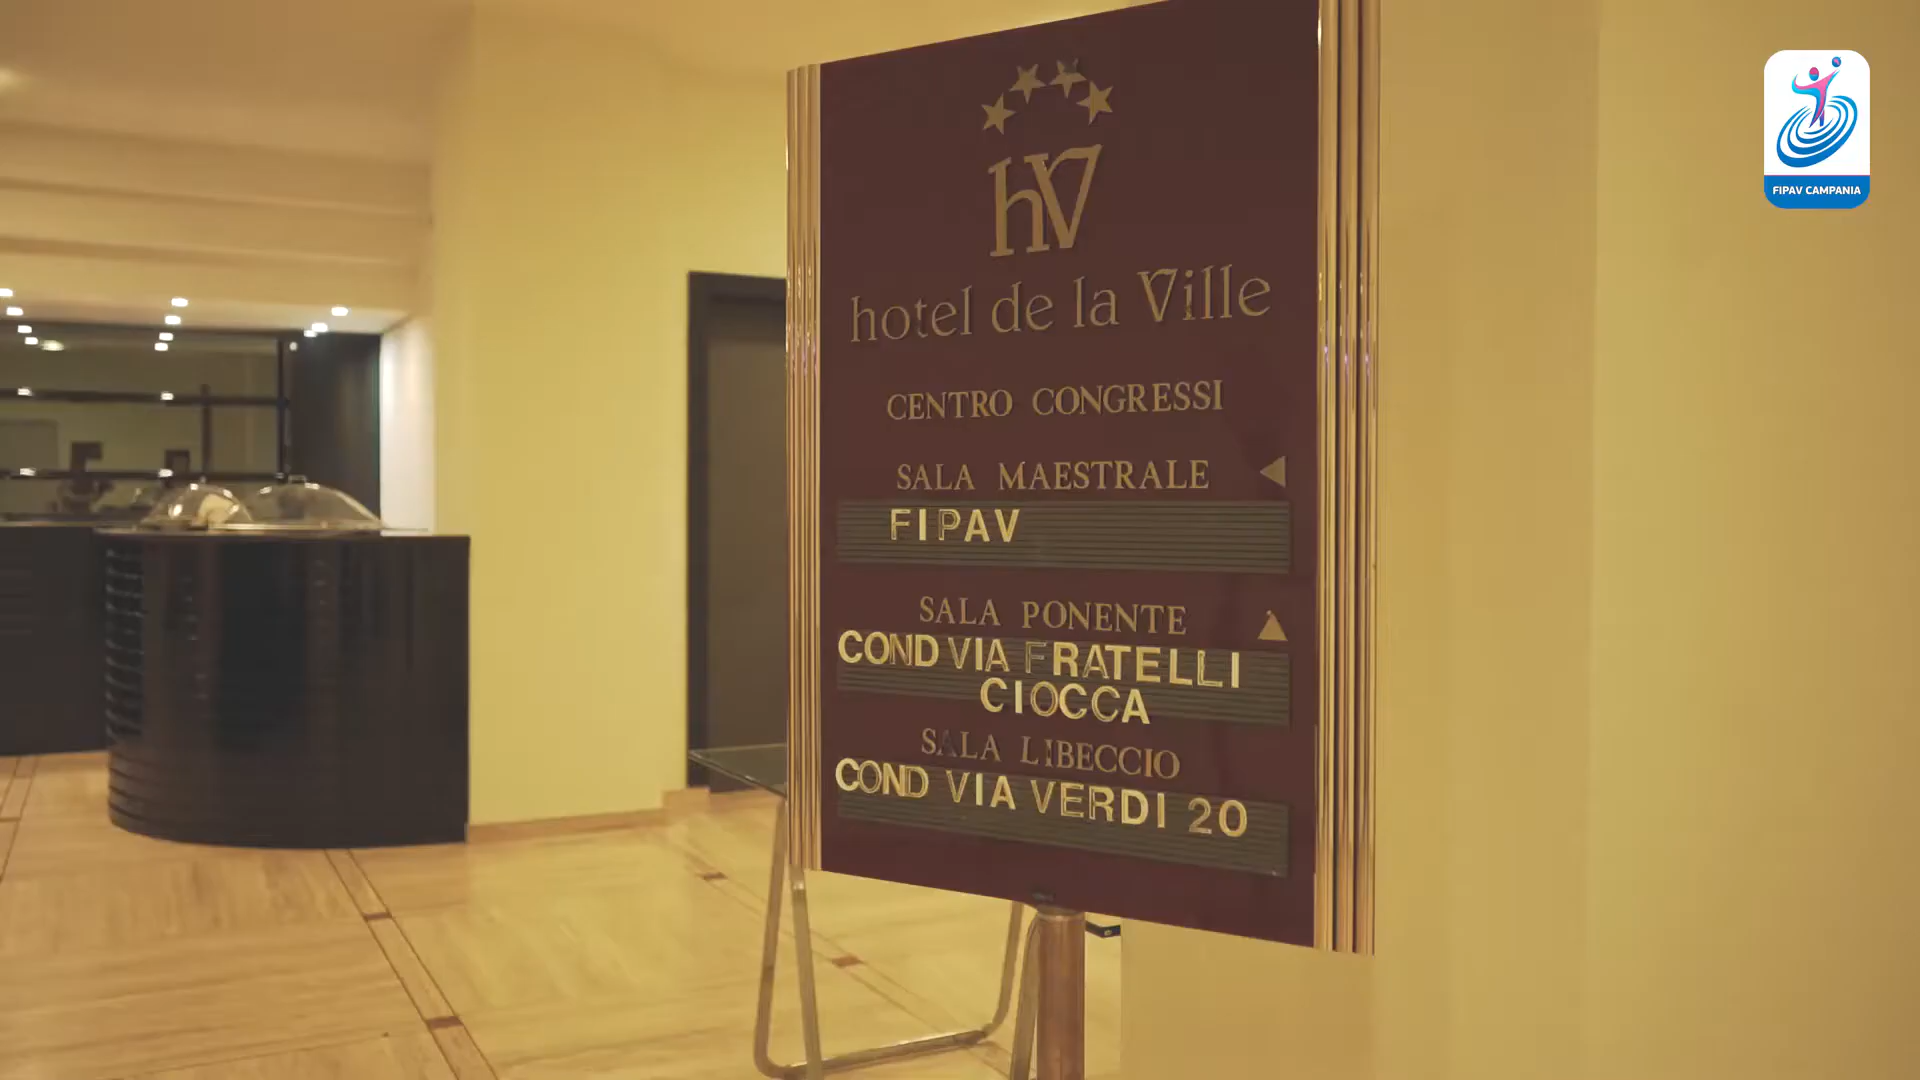 hV
hotel de la Ville
CENTRO CONGRESSI
SALA MAESTRALE
FIPAV
SALA PONENTE
COND VIA FRATELLI
CIOCCA
SALA LIBECCIO
COND VIA VERDI 20
FIPAV CAMPANIA